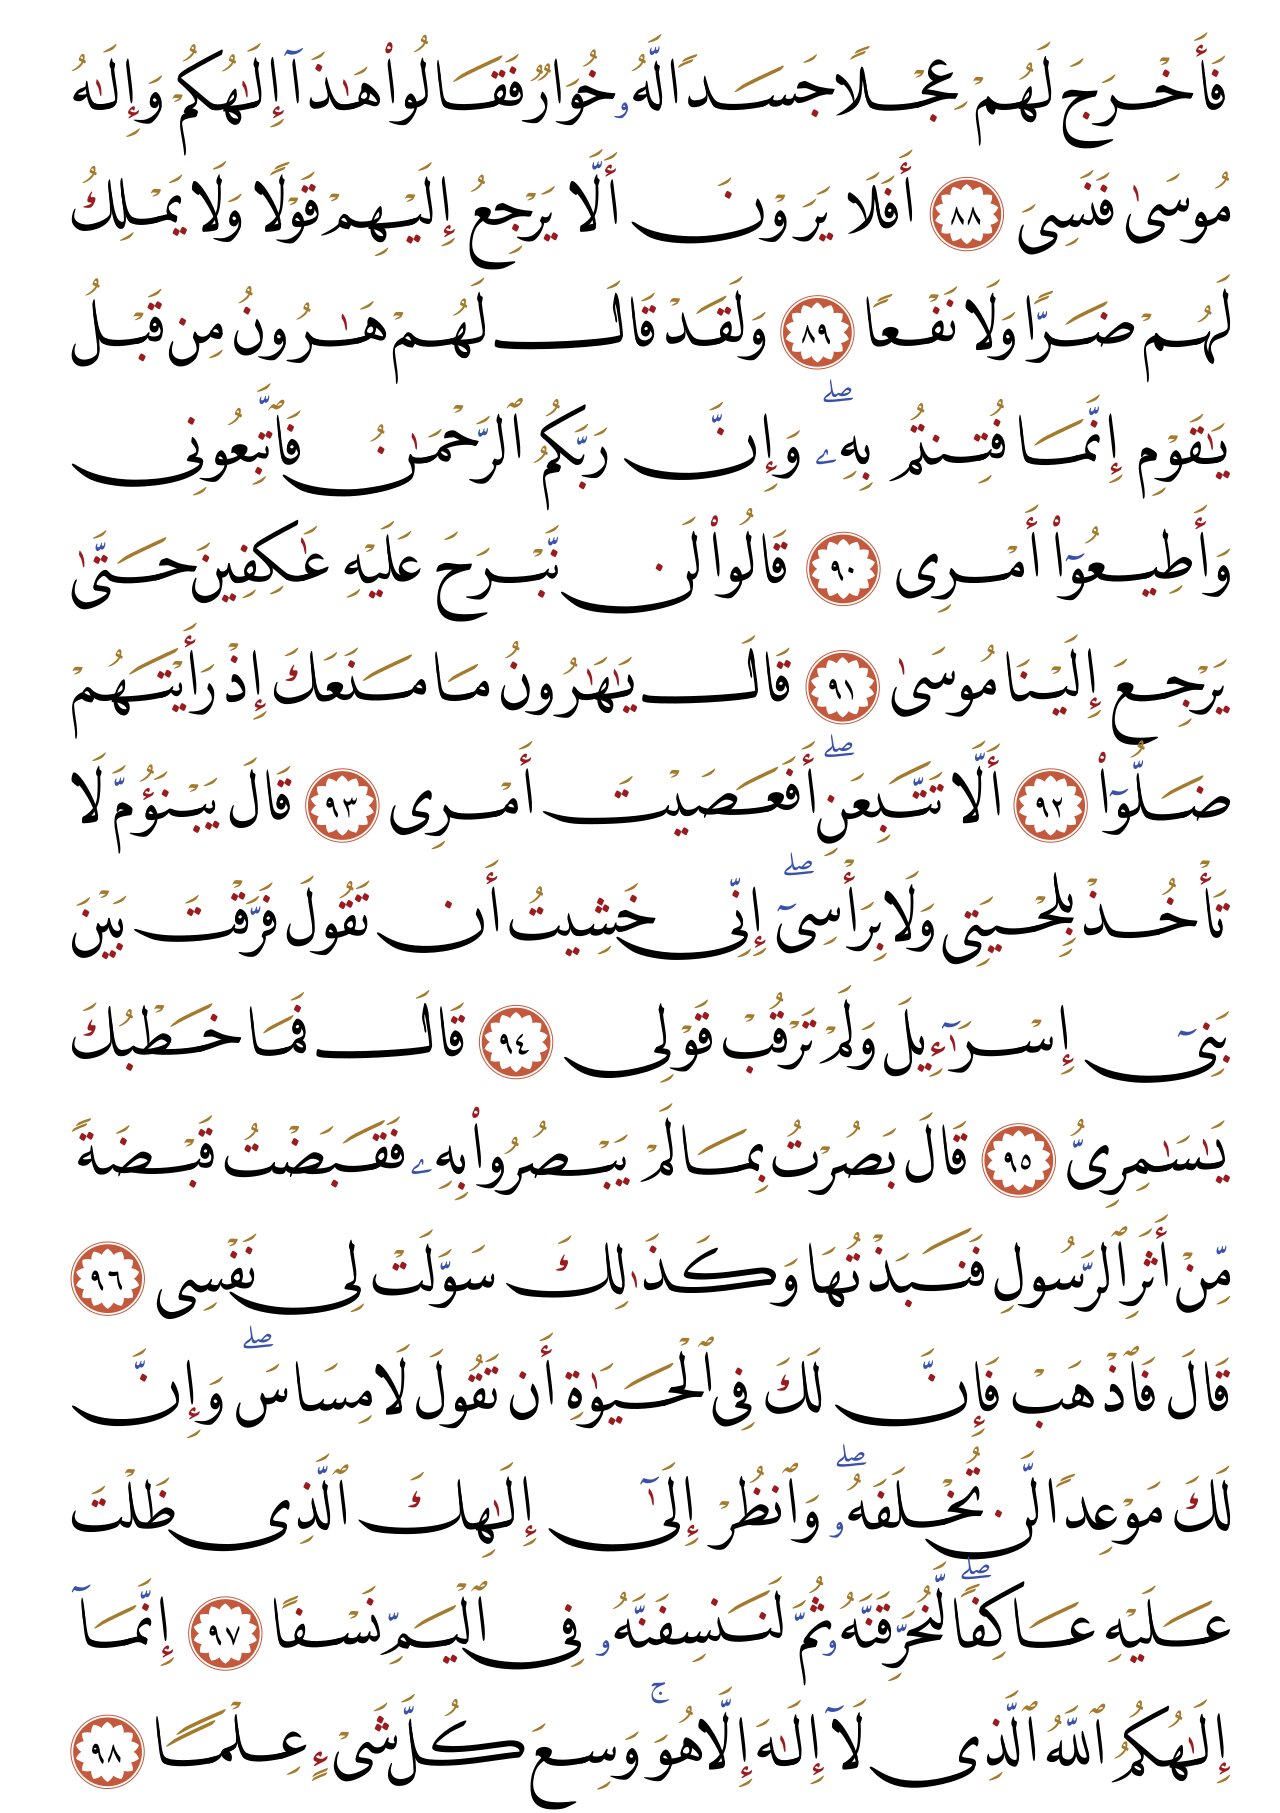 فَأَخْرَجَ لَهُمْ عِجْلًا جَسَدًا لَّهُۥ خُوَارٌ فَقَالُوا۟ هَـٰذَآ إِلَـٰهُكُمْ وَإِلَـٰهُ
مُوسَىٰ فَنَسِىَ ٨٨ أَفَلَا يَرَوْنَ أَلَّا يَرْجِعُ إِلَيْهِمْ قَوْلًا وَلَا يَمْلِكُ
لَهُمْ ضَرًّا وَلَا نَفْعًا ٨٩ وَلَقَدْ قَالَ لَهُمْ هَـٰرُونُ مِن قَبْلُ
يَـٰقَوْمِ إِنَّمَا فُتِنتُم بِهِۦ ۖ وَإِنَّ رَبَّكُمُ ٱلرَّحْمَـٰنُ فَٱتَّبِعُونِى
وَأَطِيعُوٓا۟ أَمْرِى ٩٠ قَالُوا۟ لَن نَّبْرَحَ عَلَيْهِ عَـٰكِفِينَ حَتَّىٰ
يَرْجِعَ إِلَيْنَا مُوسَىٰ ٩١ قَالَ يَـٰهَـٰرُونُ مَا مَنَعَكَ إِذْ رَأَيْتَهُمْ
ضَلُّوٓا۟ ٩٢ أَلَّا تَتَّبِعَنِ ۖ أَفَعَصَيْتَ أَمْرِى ٩٣ قَالَ يَبْنَؤُمَّ لَا
تَأْخُذْ بِلِحْيَتِى وَلَا بِرَأْسِىٓ ۖ إِنِّى خَشِيتُ أَن تَقُولَ فَرَّقْتَ بَيْنَ
بَنِىٓ إِسْرَٰٓءِيلَ وَلَمْ تَرْقُبْ قَوْلِى ٩٤ قَالَ فَمَا خَطْبُكَ
يَـٰسَـٰمِرِىُّ ٩٥ قَالَ بَصُرْتُ بِمَا لَمْ يَبْصُرُوا۟ بِهِۦ فَقَبَضْتُ قَبْضَةً
مِّنْ أَثَرِ ٱلرَّسُولِ فَنَبَذْتُهَا وَكَذَٰلِكَ سَوَّلَتْ لِى نَفْسِى ٩٦
قَالَ فَٱذْهَبْ فَإِنَّ لَكَ فِى ٱلْحَيَوٰةِ أَن تَقُولَ لَا مِسَاسَ ۖ وَإِنَّ
لَكَ مَوْعِدًا لَّن تُخْلَفَهُۥ ۖ وَٱنظُرْ إِلَىٰٓ إِلَـٰهِكَ ٱلَّذِى ظَلْتَ
عَلَيْهِ عَاكِفًا ۖ لَّنُحَرِّقَنَّهُۥ ثُمَّ لَنَنسِفَنَّهُۥ فِى ٱلْيَمِّ نَسْفًا ٩٧ إِنَّمَآ
إِلَـٰهُكُمُ ٱللَّهُ ٱلَّذِى لَآ إِلَـٰهَ إِلَّا هُوَ ۚ وَسِعَ كُلَّ شَىْءٍ عِلْمًا ٩٨